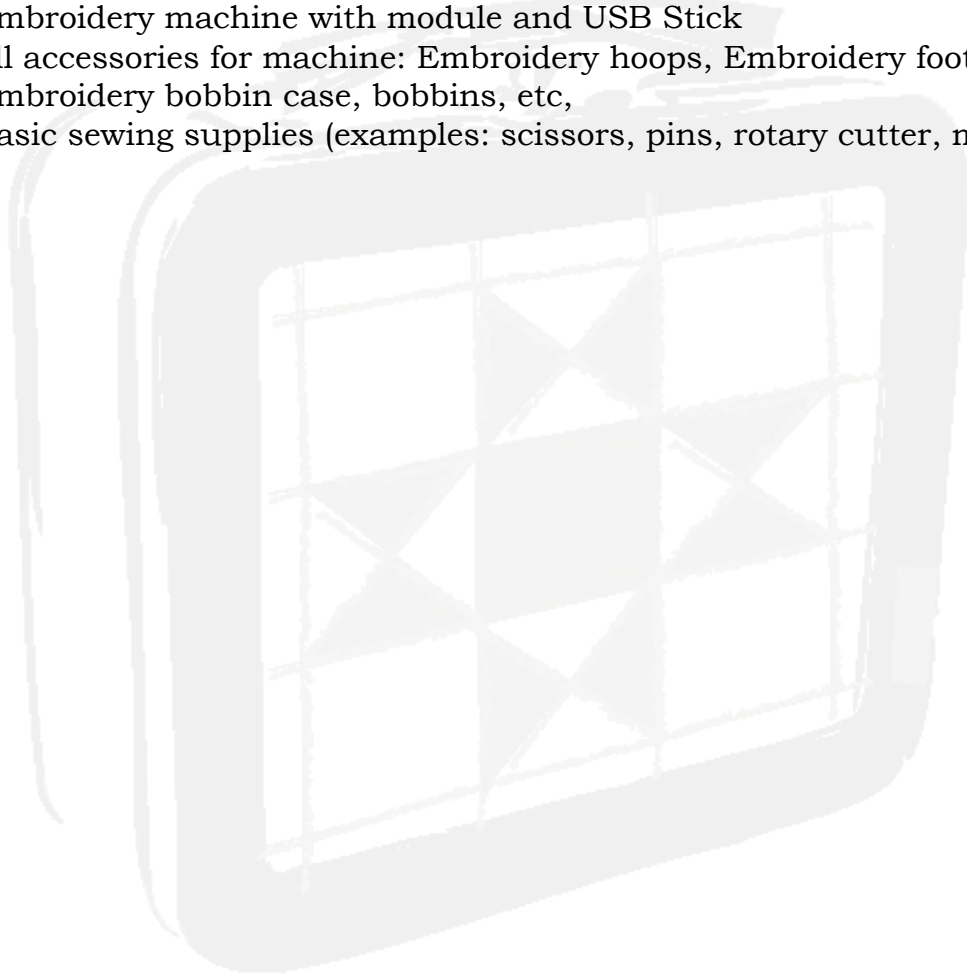 mbroidery machine with module and USB Stick
ll accessories for machine: Embroidery hoops, Embroidery foot
mbroidery bobbin case, bobbins, etc,
asic sewing supplies (examples: scissors, pins, rotary cutter,